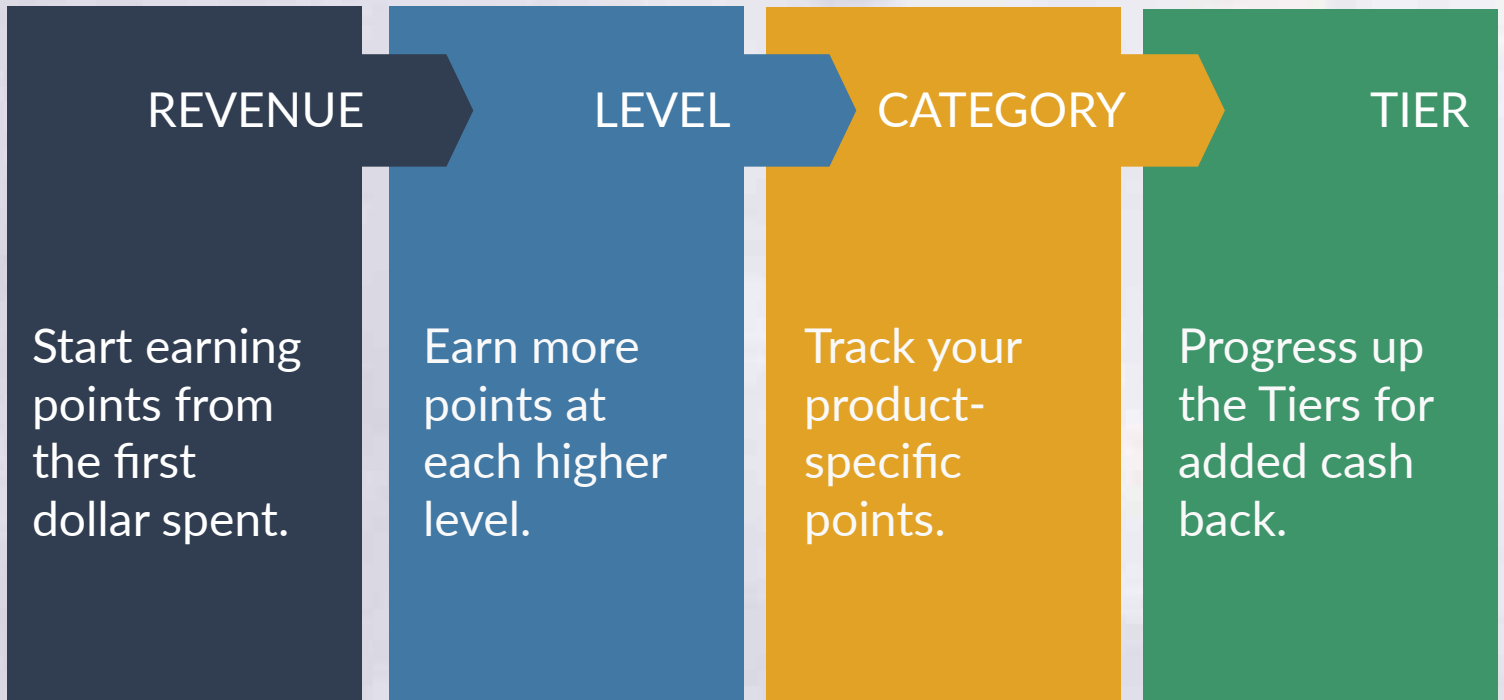 REVENUE
Start earning
points from
the first
dollar spent.
LEVEL
Earn more
points at
each higher
level.
CATEGORY
Track your
product-
specific
points.
TIER
Progress up
the Tiers for
added cash
back.